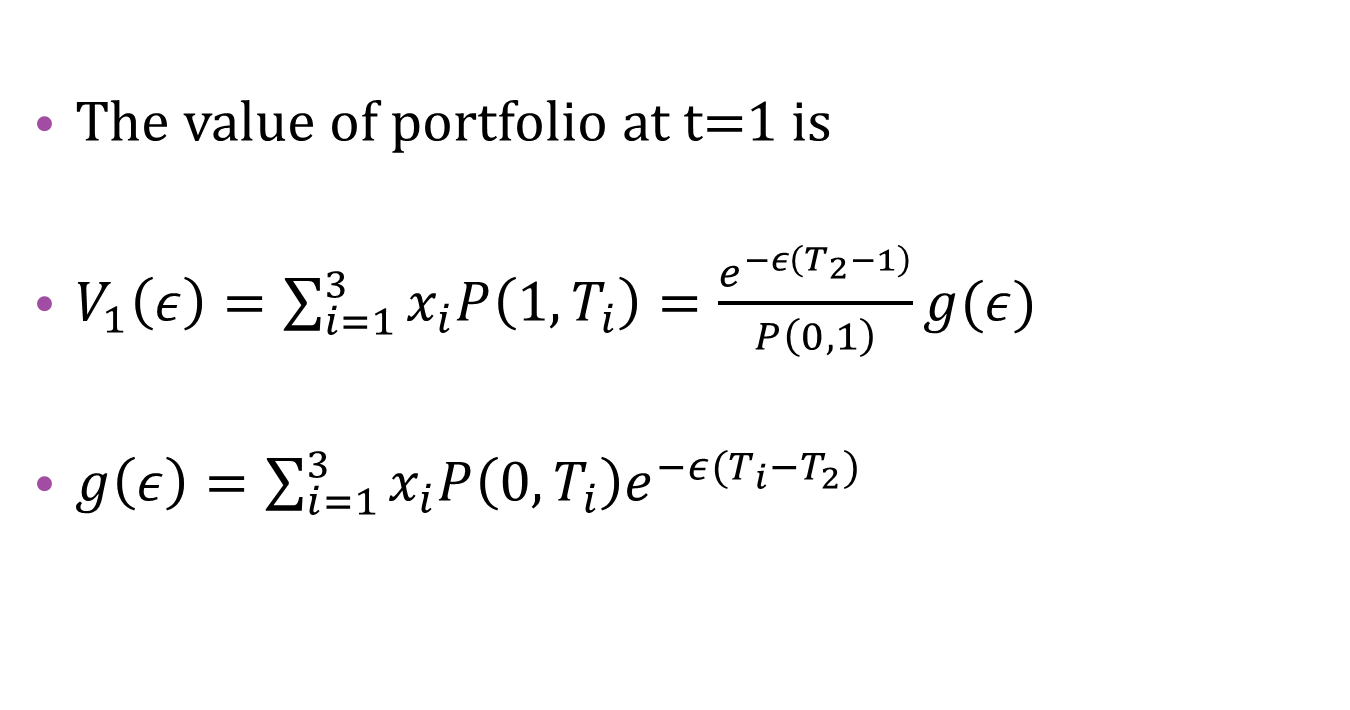 • The value of portfolio at t=1 is
• V₁(ϵ) = ∑³ᵢ₌₁ xᵢP(1, Tᵢ) = \frac{e^{−ϵ(T₂−1)}}{P(0,1)} g(ϵ)
• g(ϵ) = ∑³ᵢ₌₁ xᵢP(0, Tᵢ)e^{−ϵ(Tᵢ−T₂)}